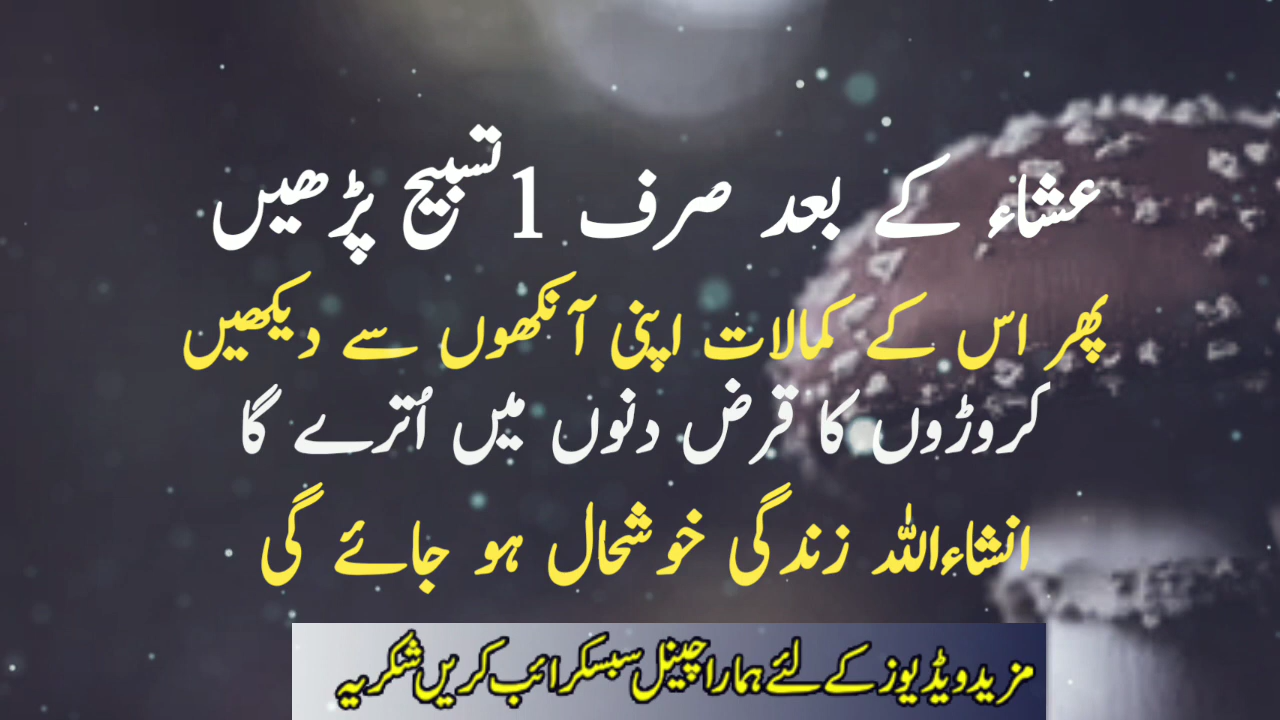 عشاء کے بعد صرف 1 تسبیح پڑھیں
پھر اس کے کمالات اپنی آنکھوں سے دیکھیں
کروڑوں کا قرض دنوں میں اُترے گا
انشاءاللہ زندگی خوشحال ہو جائے گی
مزید ویڈیوز کے لئے ہمارا چینل سبسکرائب کریں شکریہ